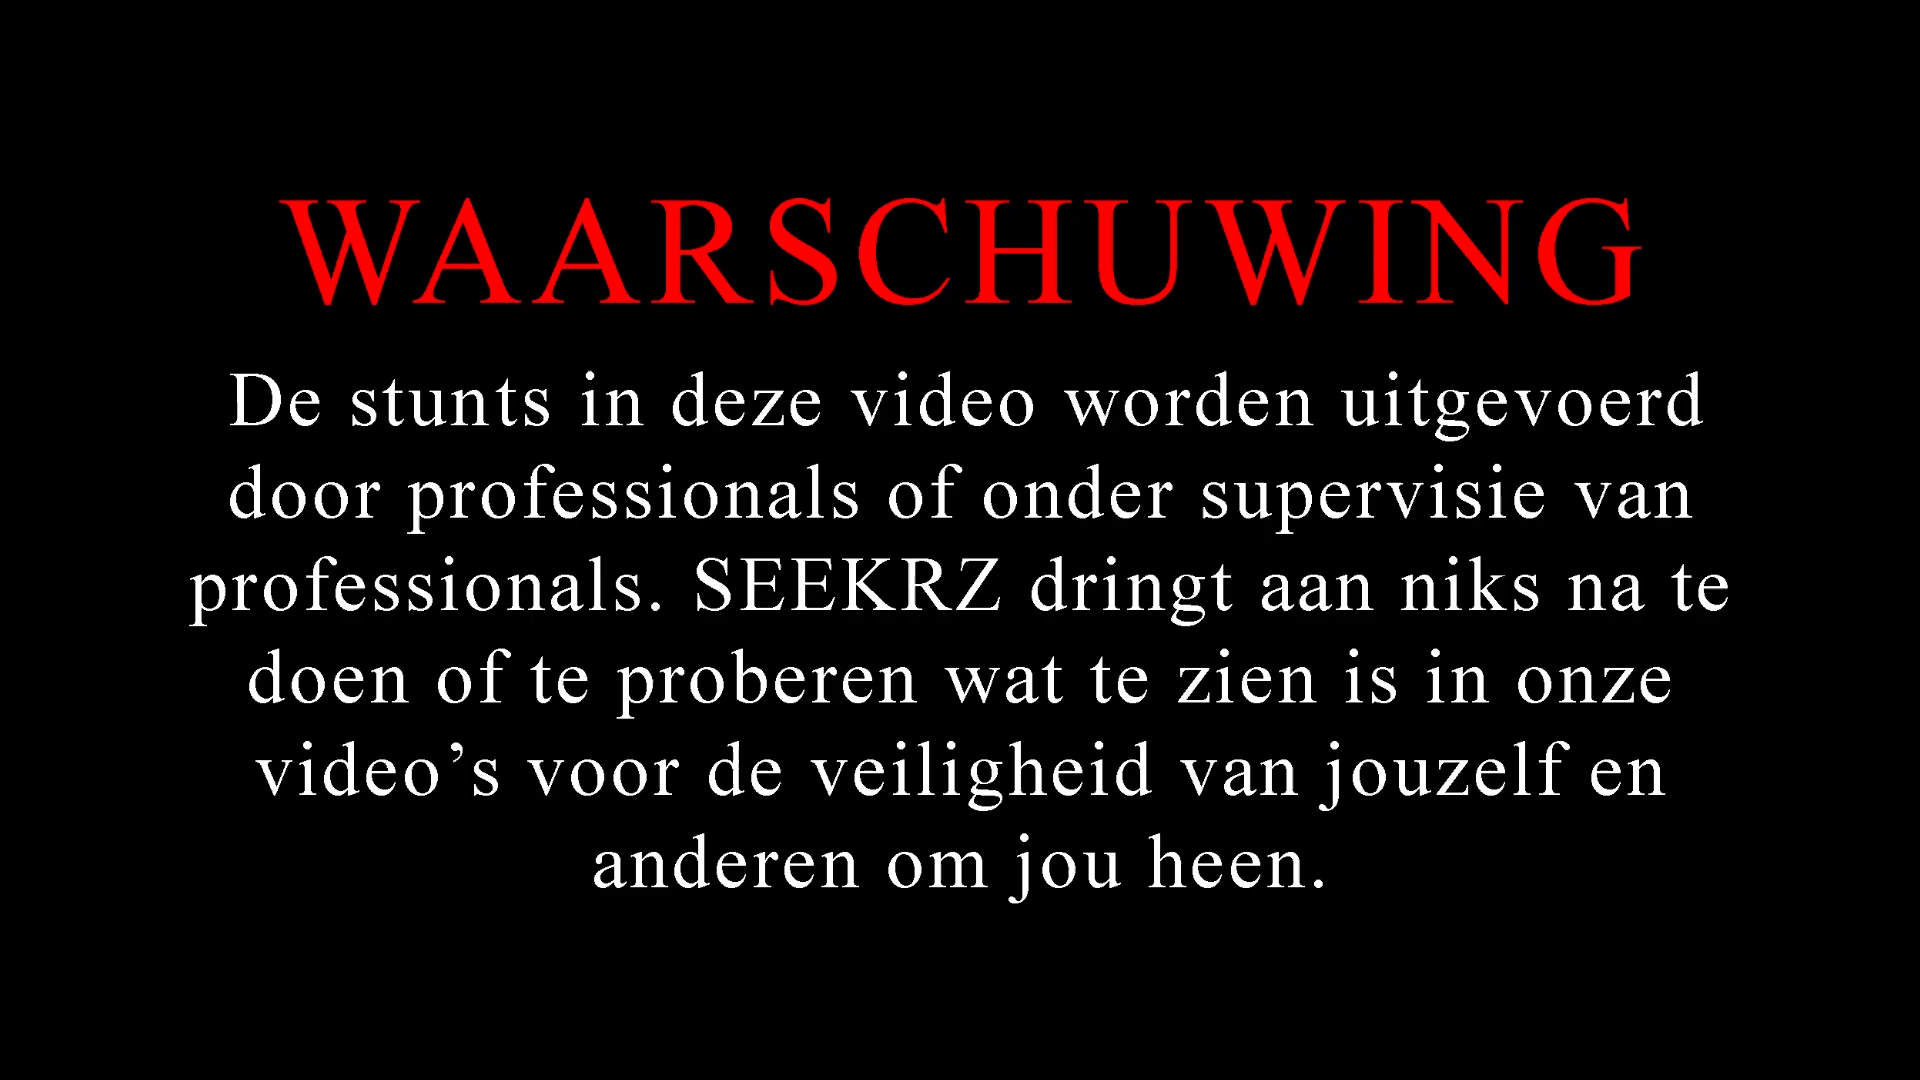 WAARSCHUWING
De stunts in deze video worden uitgevoerd
door professionals of onder supervisie van
professionals. SEEKRZ dringt aan niks na te
doen of te proberen wat te zien is in onze
video’s voor de veiligheid van jouzelf en
anderen om jou heen.